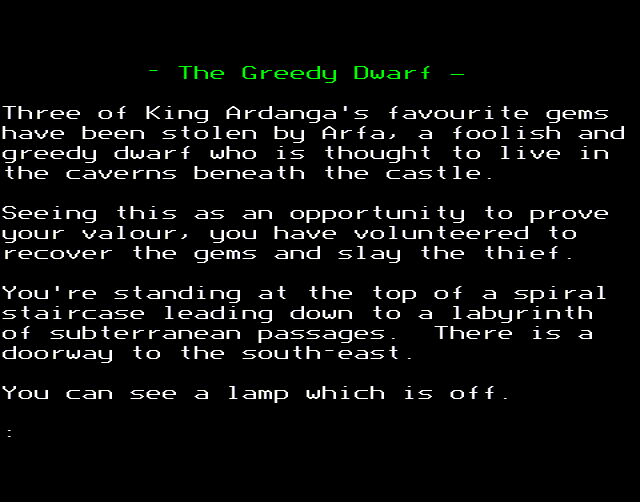 - The Greedy Dwarf -
Three of King Ardanga's favourite gems
have been stolen by Arfa, a foolish and
greedy dwarf who is thought to live in
the caverns beneath the castle.
Seeing this as an opportunity to prove
your valour, you have volunteered to
recover the gems and slay the thief.
You're standing at the top of a spiral
staircase leading down to a labyrinth
of subterranean passages.  There is a
doorway to the south-east.
You can see a lamp which is off.
: